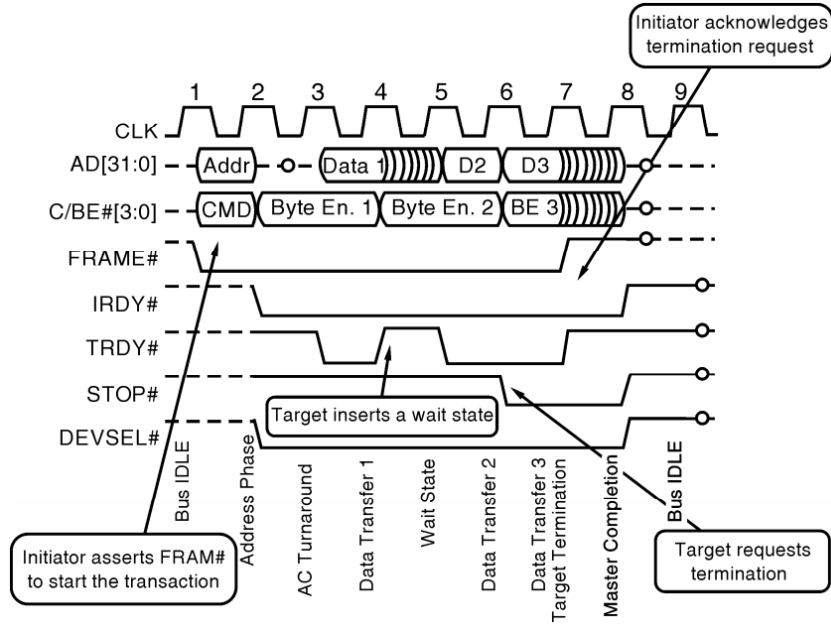 Initiator acknowledges
termination request
1 2 3 4 5 6 7 8 9
CLK
AD[31:0] Addr Data 1 D2 D3
C/BE#[3:0] CMD Byte En. 1 Byte En. 2 BE 3
FRAME#
IRDY#
TRDY#
STOP#
Target inserts a wait state
DEVSEL#
Bus IDLE
Address Phase
AC Turnaround
Data Transfer 1
Wait State
Data Transfer 2
Data Transfer 3
Target Termination
Master Completion
Bus IDLE
Initiator asserts FRAM#
to start the transaction
Target requests
termination